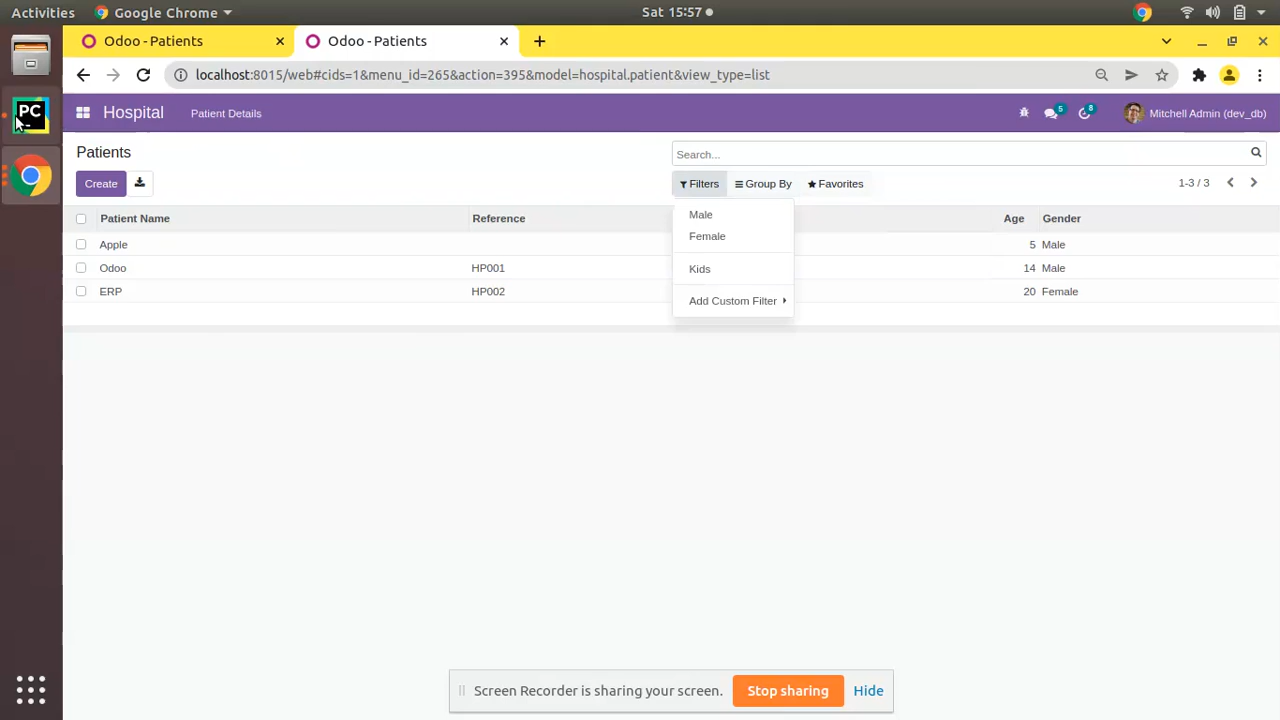 Activities
Google Chrome
Sat 15:57
Odoo - Patients
Odoo - Patients
localhost:8015/web#cids=1&menu_id=265&action=395&model=hospital.patient&view_type=list
PC
Hospital
Patient Details
5
8
Mitchell Admin (dev_db)
Patients
Search...
Create
Filters
Group By
Favorites
1-3 / 3
Patient Name
Reference
Age
Gender
Male
Female
Kids
Add Custom Filter
Apple
5
Male
Odoo
HP001
14
Male
ERP
HP002
20
Female
Screen Recorder is sharing your screen.
Stop sharing
Hide